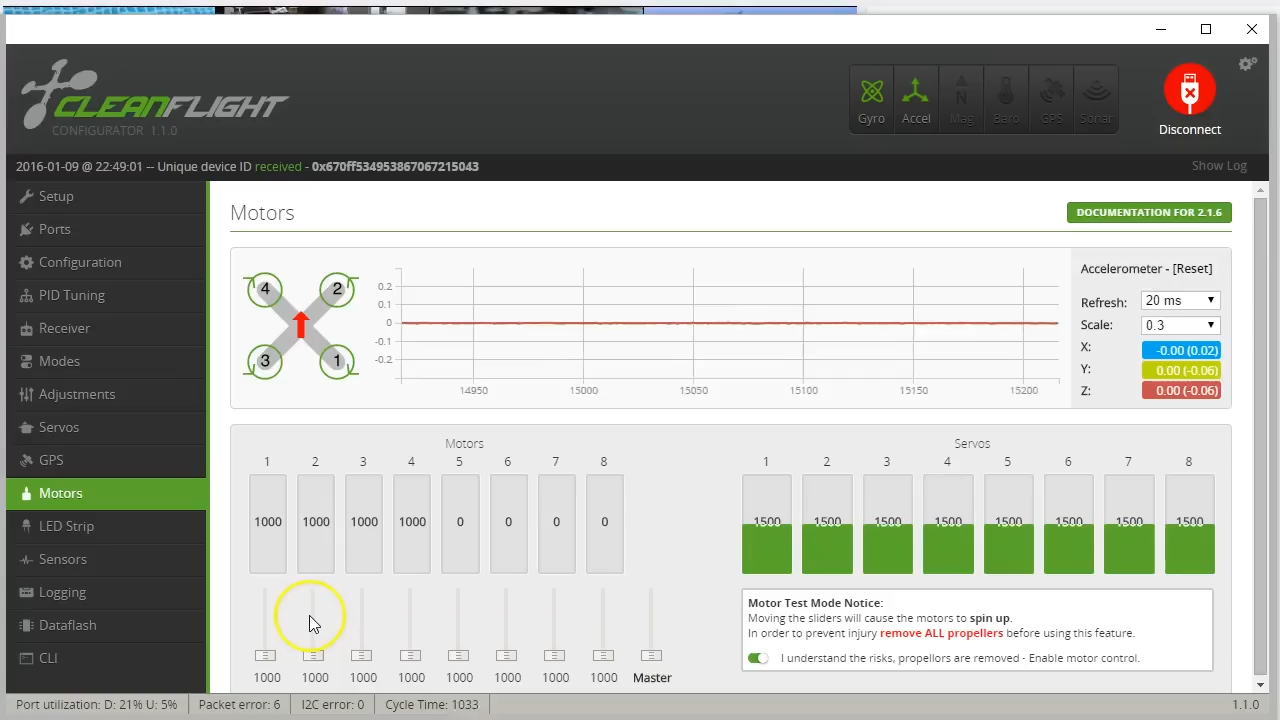 CLEANFLIGHT
CONFIGURATOR 1.1.0
Gyro Accel Mag Baro GPS Sonar
Disconnect
2016-01-09 @ 22:49:01 -- Unique device ID received - 0x670ff534953867067215043
Show Log
Setup
Ports
Configuration
PID Tuning
Receiver
Modes
Adjustments
Servos
GPS
Motors
LED Strip
Sensors
Logging
Dataflash
CLI
Motors
DOCUMENTATION FOR 2.1.6
4 2
3 1
0.2
0.1
0
-0.1
-0.2
14950 15000 15050 15100 15150 15200
Accelerometer - [Reset]
Refresh: 20 ms
Scale: 0.3
X: -0.00 (0.02)
Y: 0.00 (-0.06)
Z: 0.00 (-0.06)
Motors
1 2 3 4 5 6 7 8
1000 1000 1000 1000 0 0 0 0
1000 1000 1000 1000 1000 1000 1000 1000 Master
Servos
1 2 3 4 5 6 7 8
1500 1500 1500 1500 1500 1500 1500 1500
Motor Test Mode Notice:
Moving the sliders will cause the motors to spin up.
In order to prevent injury remove ALL propellers before using this feature.
I understand the risks, propellors are removed - Enable motor control.
Port utilization: D: 21% U: 5% Packet error: 6 I2C error: 0 Cycle Time: 1033 1.1.0